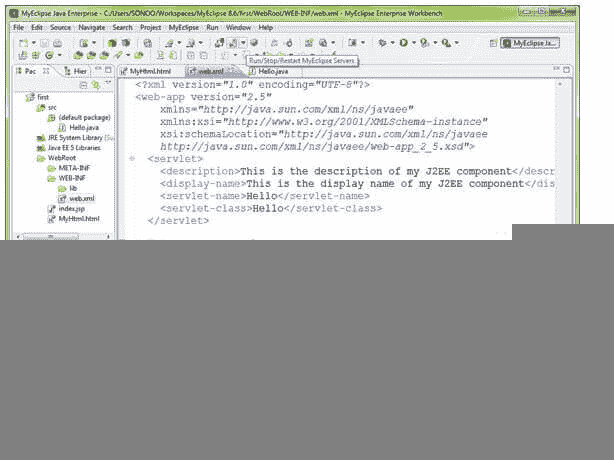 MyEclipse Java Enterprise - C:/Users/SONOO/Workspaces/MyEclipse 8.6/first/WebRoot/WEB-INF/web.xml - MyEclipse Enterprise Workbench
File Edit Source Navigate Search Project MyEclipse Run Window Help
MyEclipse Ja...
Run/Stop/Restart MyEclipse Servers
Pac Hier
MyHtml.html web.xml Hello.java
first
src
(default package)
Hello.java
JRE System Library [Su
Java EE 5 Libraries
WebRoot
META-INF
WEB-INF
lib
web.xml
index.jsp
MyHtml.html
<?xml version="1.0" encoding="UTF-8"?>
<web-app version="2.5"
xmlns="http://java.sun.com/xml/ns/javaee"
xmlns:xsi="http://www.w3.org/2001/XMLSchema-instance"
xsi:schemaLocation="http://java.sun.com/xml/ns/javaee
http://java.sun.com/xml/ns/javaee/web-app_2_5.xsd">
<servlet>
<description>This is the description of my J2EE component</descr
<display-name>This is the display name of my J2EE component</dis
<servlet-name>Hello</servlet-name>
<servlet-class>Hello</servlet-class>
</servlet>